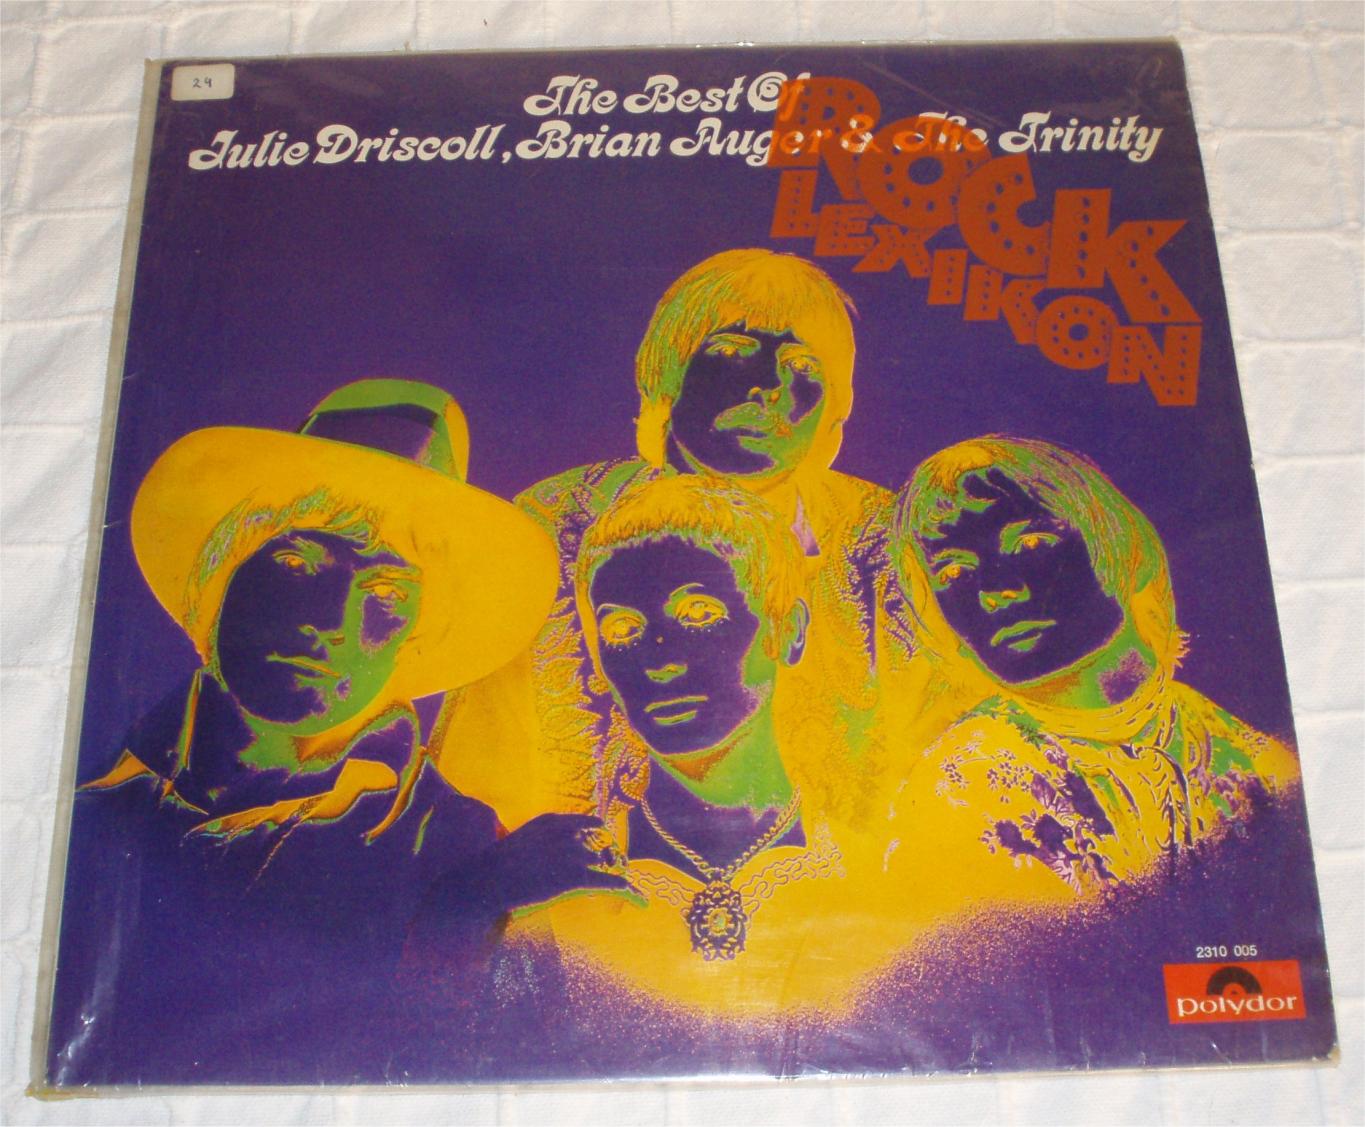 24
The Best Of
Julie Driscoll, Brian Auger & The Trinity
ROCK
LEXIKON
2310 005
polydor